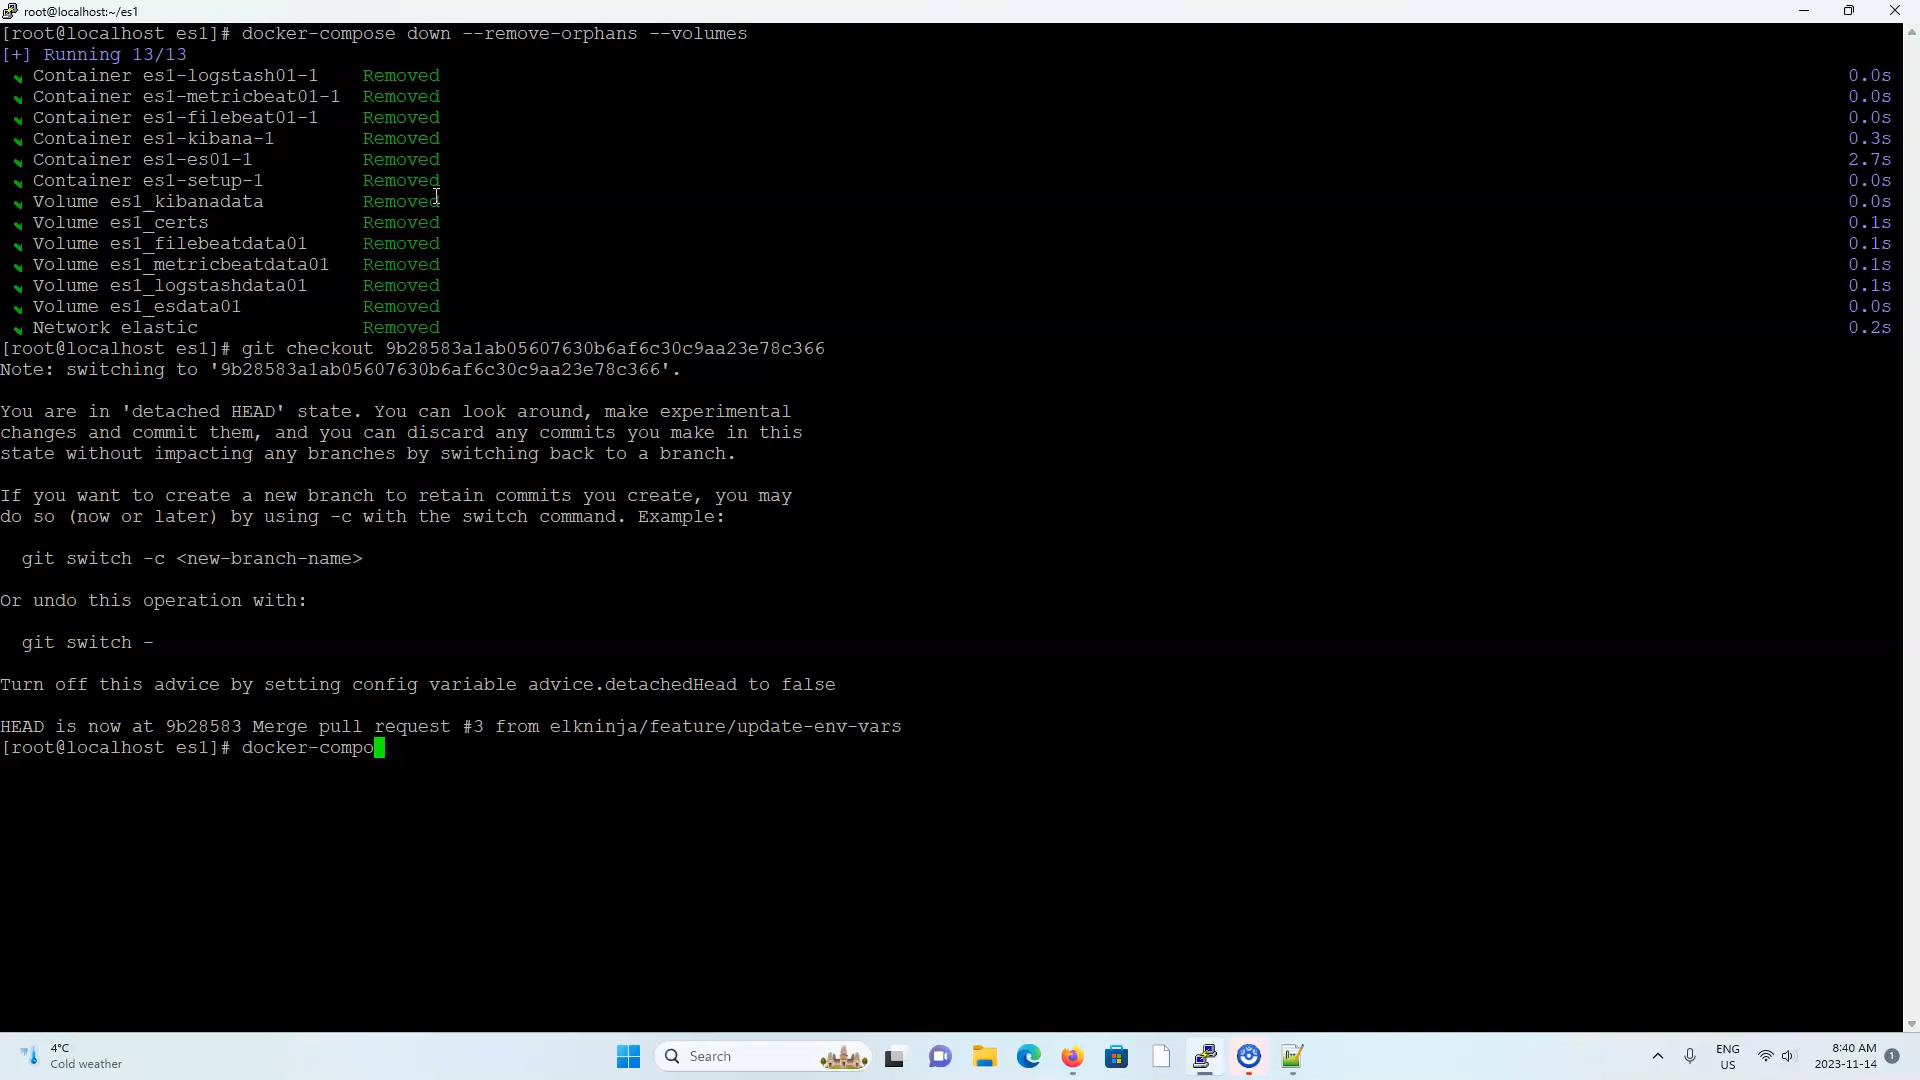 root@localhost:~/es1
[root@localhost es1]# docker-compose down --remove-orphans --volumes
[+] Running 13/13
Container es1-logstash01-1 Removed 0.0s
Container es1-metricbeat01-1 Removed 0.0s
Container es1-filebeat01-1 Removed 0.0s
Container es1-kibana-1 Removed 0.3s
Container es1-es01-1 Removed 2.7s
Container es1-setup-1 Removed 0.0s
Volume es1_kibanadata Removed 0.0s
Volume es1_certs Removed 0.1s
Volume es1_filebeatdata01 Removed 0.1s
Volume es1_metricbeatdata01 Removed 0.1s
Volume es1_logstashdata01 Removed 0.1s
Volume es1_esdata01 Removed 0.0s
Network elastic Removed 0.2s
[root@localhost es1]# git checkout 9b28583a1ab05607630b6af6c30c9aa23e78c366
Note: switching to '9b28583a1ab05607630b6af6c30c9aa23e78c366'.
You are in 'detached HEAD' state. You can look around, make experimental
changes and commit them, and you can discard any commits you make in this
state without impacting any branches by switching back to a branch.
If you want to create a new branch to retain commits you create, you may
do so (now or later) by using -c with the switch command. Example:
git switch -c <new-branch-name>
Or undo this operation with:
git switch -
Turn off this advice by setting config variable advice.detachedHead to false
HEAD is now at 9b28583 Merge pull request #3 from elkninja/feature/update-env-vars
[root@localhost es1]# docker-compo
4°C
Cold weather
Search
ENG
US
8:40 AM
2023-11-14
1